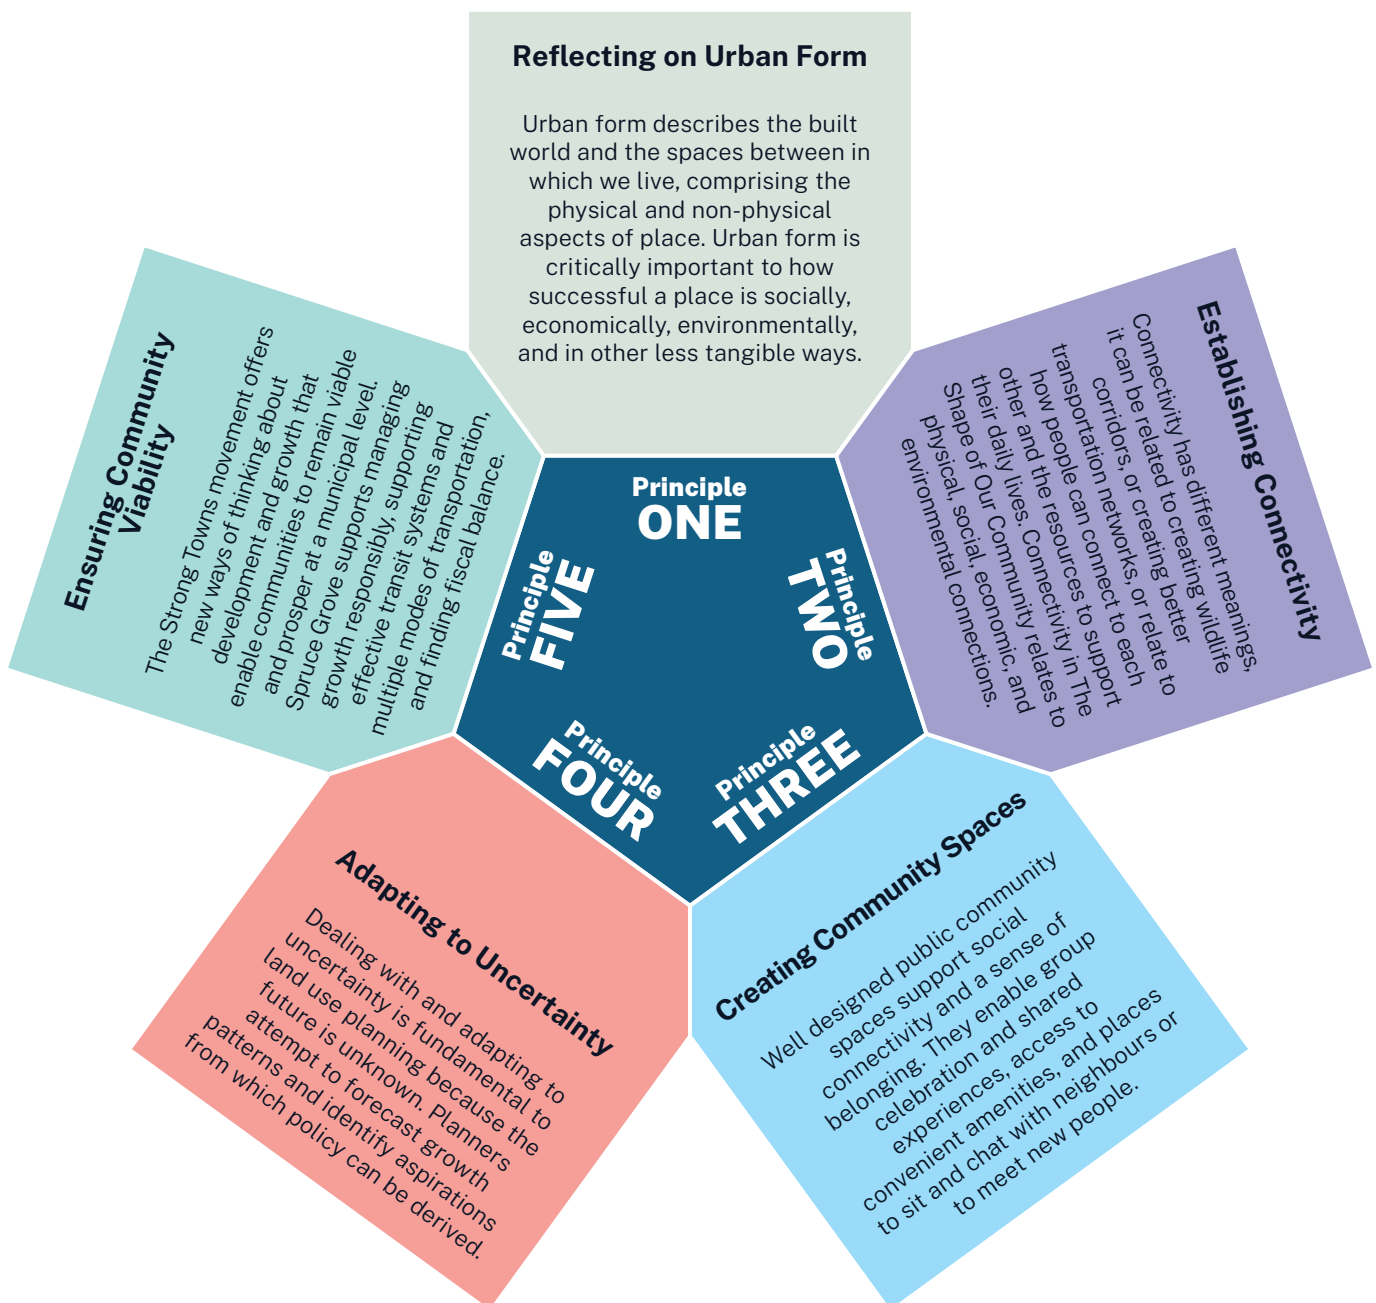 Reflecting on Urban Form
Urban form describes the built
world and the spaces between in
which we live, comprising the
physical and non-physical
aspects of place. Urban form is
critically important to how
successful a place is socially,
economically, environmentally,
and in other less tangible ways.
Principle
ONE
Establishing Connectivity
Connectivity has different meanings,
it can be related to creating wildlife
corridors, or creating better
transportation networks, or relate to
how people can connect to each
other and the resources to support
their daily lives. Connectivity in The
Shape of Our Community relates to
physical, social, economic, and
environmental connections.
Principle
TWO
Creating Community Spaces
Well designed public community
spaces support social
connectivity and a sense of
belonging. They enable group
celebration and shared
experiences, access to
convenient amenities, and places
to sit and chat with neighbours or
to meet new people.
Principle
THREE
Adapting to Uncertainty
Dealing with and adapting to
uncertainty is fundamental to
land use planning because the
future is unknown. Planners
attempt to forecast growth
patterns and identify aspirations
from which policy can be derived.
Principle
FOUR
Ensuring Community
Viability
The Strong Towns movement offers
new ways of thinking about
development and growth that
enable communities to remain viable
and prosper at a municipal level.
Spruce Grove supports managing
growth responsibly, supporting
effective transit systems and
multiple modes of transportation,
and finding fiscal balance.
Principle
FIVE